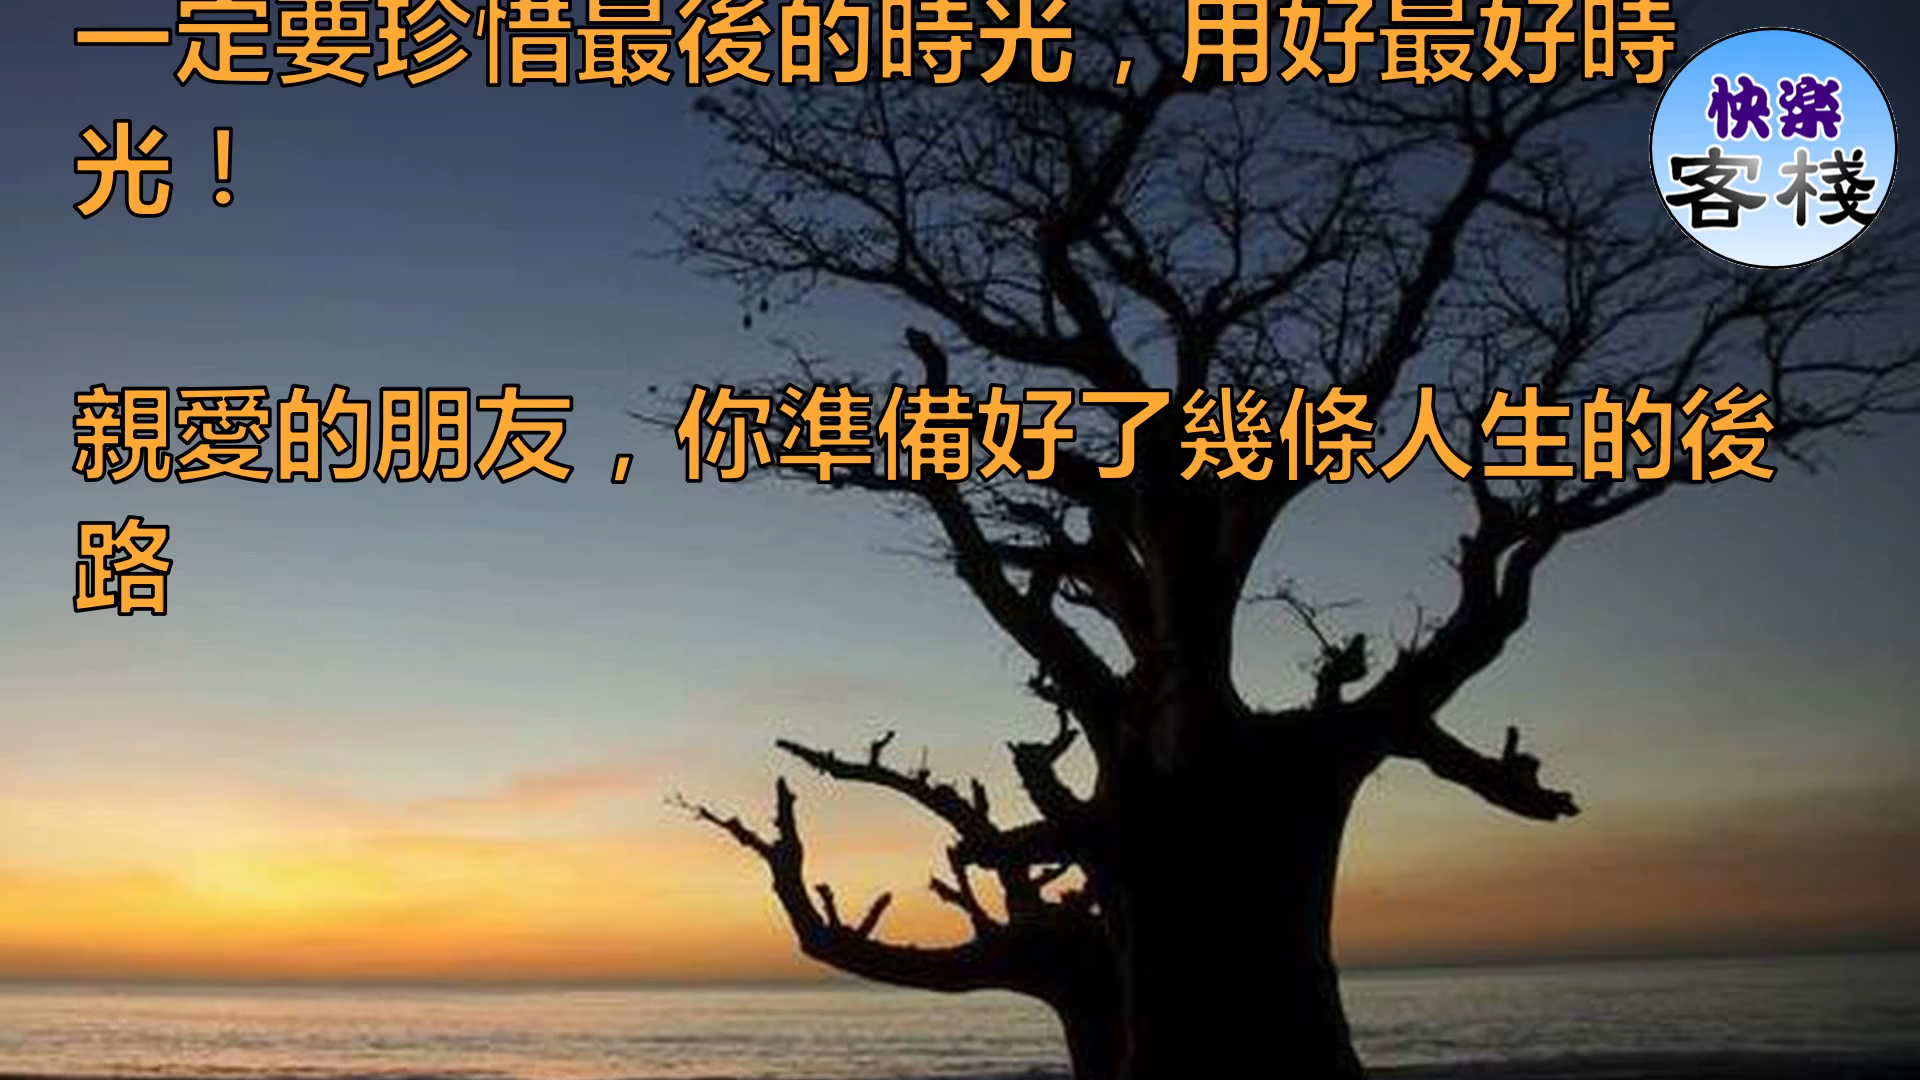 一定要珍惜最後的時光，用好最好時
光！
親愛的朋友，你準備好了幾條人生的後
路
快樂
客棧